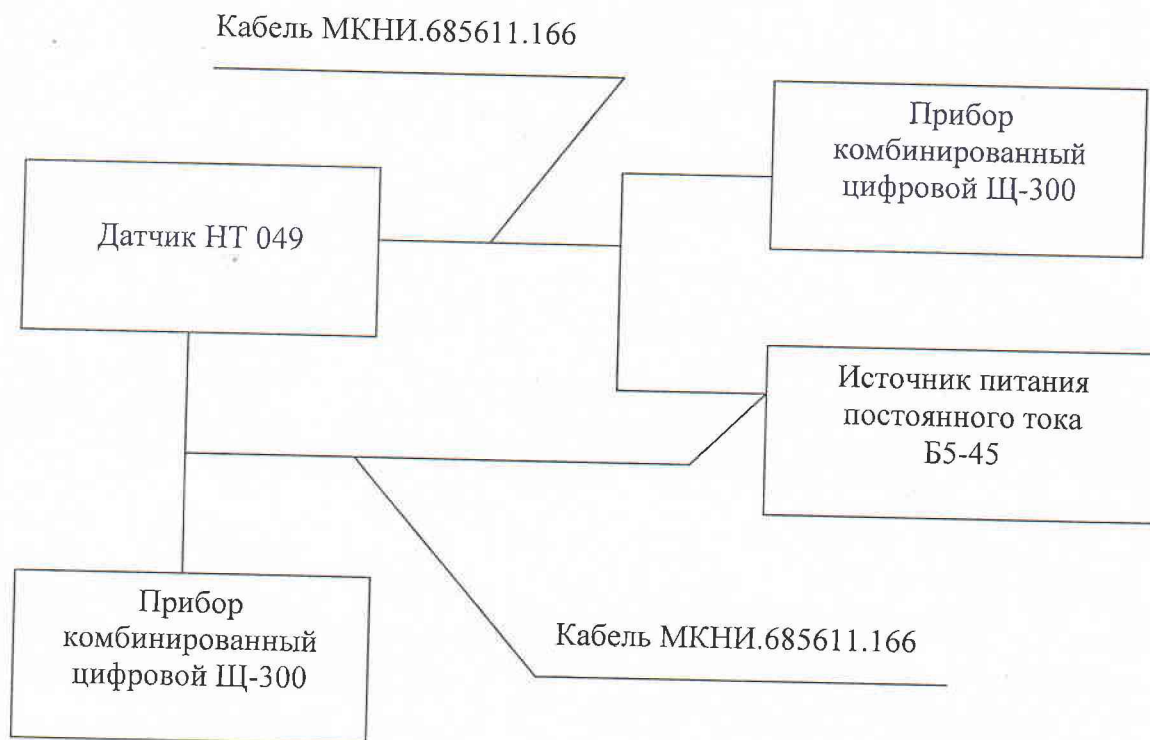 Кабель МКНИ.685611.166
Прибор
комбинированный
цифровой Щ-300
Датчик НТ 049
Источник питания
постоянного тока
Б5-45
Прибор
комбинированный
цифровой Щ-300
Кабель МКНИ.685611.166